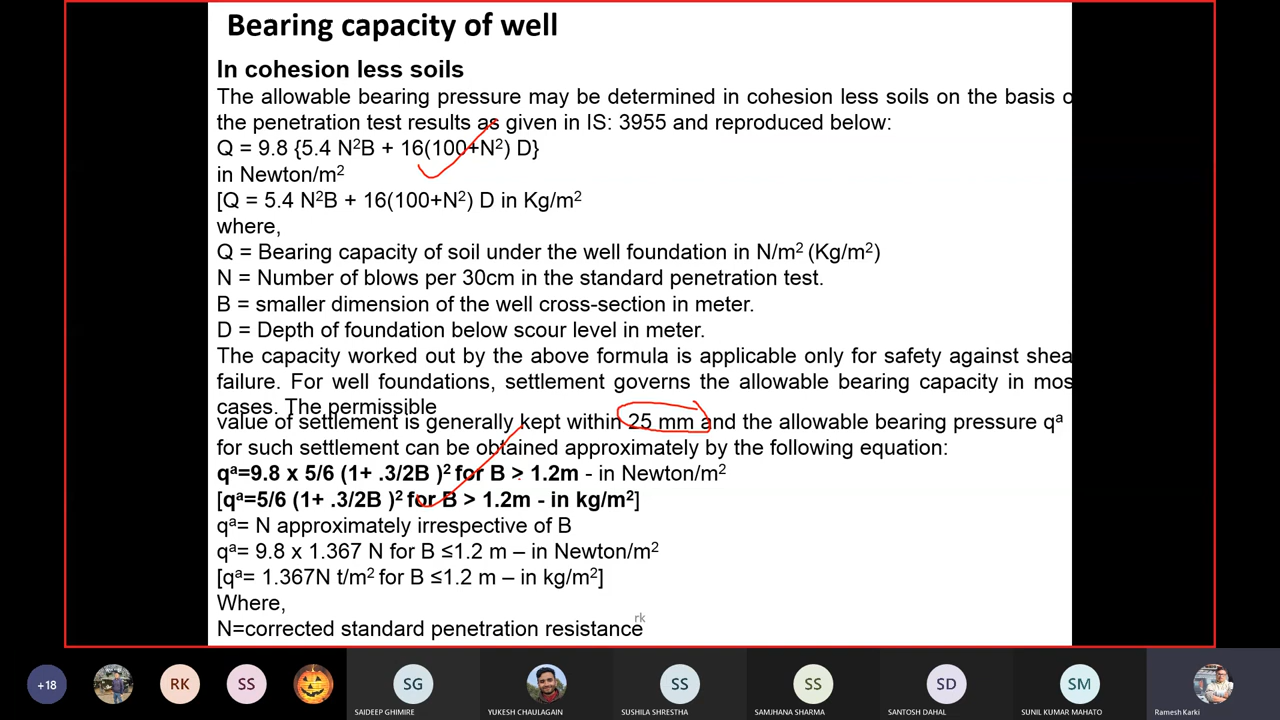 Bearing capacity of well
In cohesion less soils
The allowable bearing pressure may be determined in cohesion less soils on the basis o
the penetration test results as given in IS: 3955 and reproduced below:
Q = 9.8 {5.4 N²B + 16(100+N²) D}
in Newton/m²
[Q = 5.4 N²B + 16(100+N²) D in Kg/m²
where,
Q = Bearing capacity of soil under the well foundation in N/m² (Kg/m²)
N = Number of blows per 30cm in the standard penetration test.
B = smaller dimension of the well cross-section in meter.
D = Depth of foundation below scour level in meter.
The capacity worked out by the above formula is applicable only for safety against shea
failure. For well foundations, settlement governs the allowable bearing capacity in mos
cases. The permissible
value of settlement is generally kept within 25 mm and the allowable bearing pressure qᵃ
for such settlement can be obtained approximately by the following equation:
qᵃ=9.8 x 5/6 (1+ .3/2B )² for B > 1.2m - in Newton/m²
[qᵃ=5/6 (1+ .3/2B )² for B > 1.2m - in kg/m²]
qᵃ= N approximately irrespective of B
qᵃ= 9.8 x 1.367 N for B ≤1.2 m – in Newton/m²
[qᵃ= 1.367N t/m² for B ≤1.2 m – in kg/m²]
Where,
rk
N=corrected standard penetration resistance
+18 RK SS SG SS SS SD SM
SAIDEEP GHIMIRE YUKESH CHAULAGAIN SUSHILA SHRESTHA SAMJHANA SHARMA SANTOSH DAHAL SUNIL KUMAR MAHATO Ramesh Karki